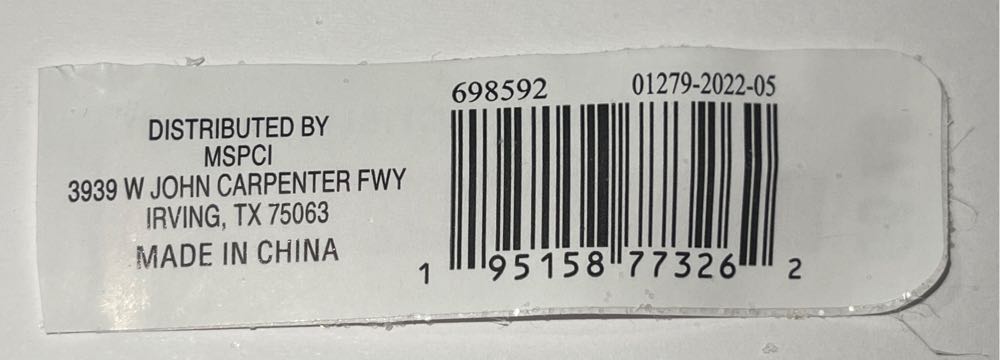 DISTRIBUTED BY
MSPCI
3939 W JOHN CARPENTER FWY
IRVING, TX 75063
MADE IN CHINA
698592 01279-2022-05
1 95158 77326 2